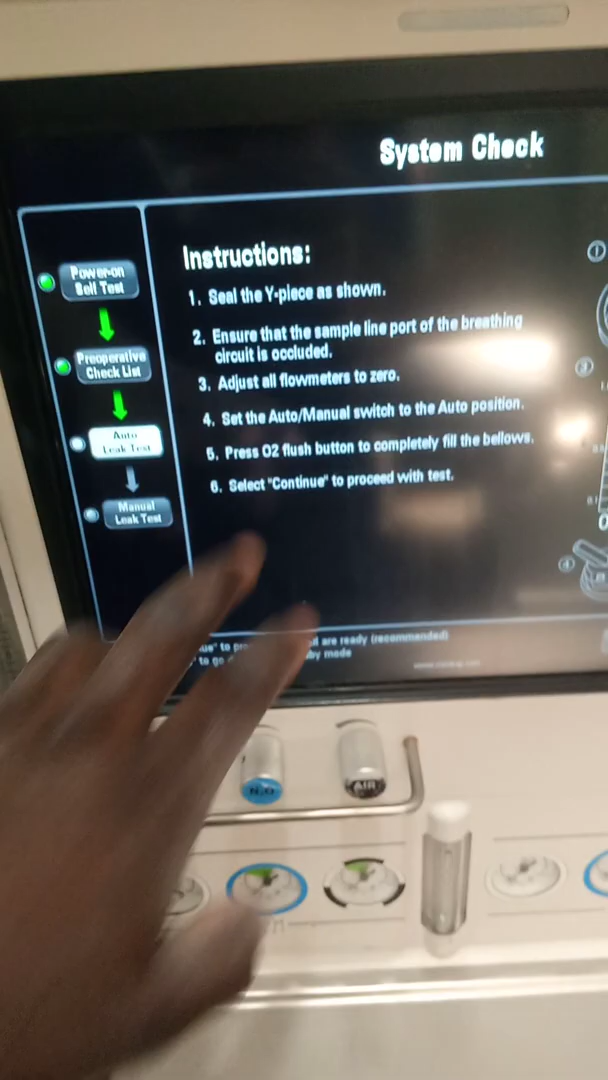 System Check
Power-on
Self Test
Preoperative
Check List
Auto
Leak Test
Manual
Leak Test
Instructions:
1. Seal the Y-piece as shown.
2. Ensure that the sample line port of the breathing
circuit is occluded.
3. Adjust all flowmeters to zero.
4. Set the Auto/Manual switch to the Auto position.
5. Press O2 flush button to completely fill the bellows.
6. Select "Continue" to proceed with test.
are ready (recommended)
mode
N2O
AIR